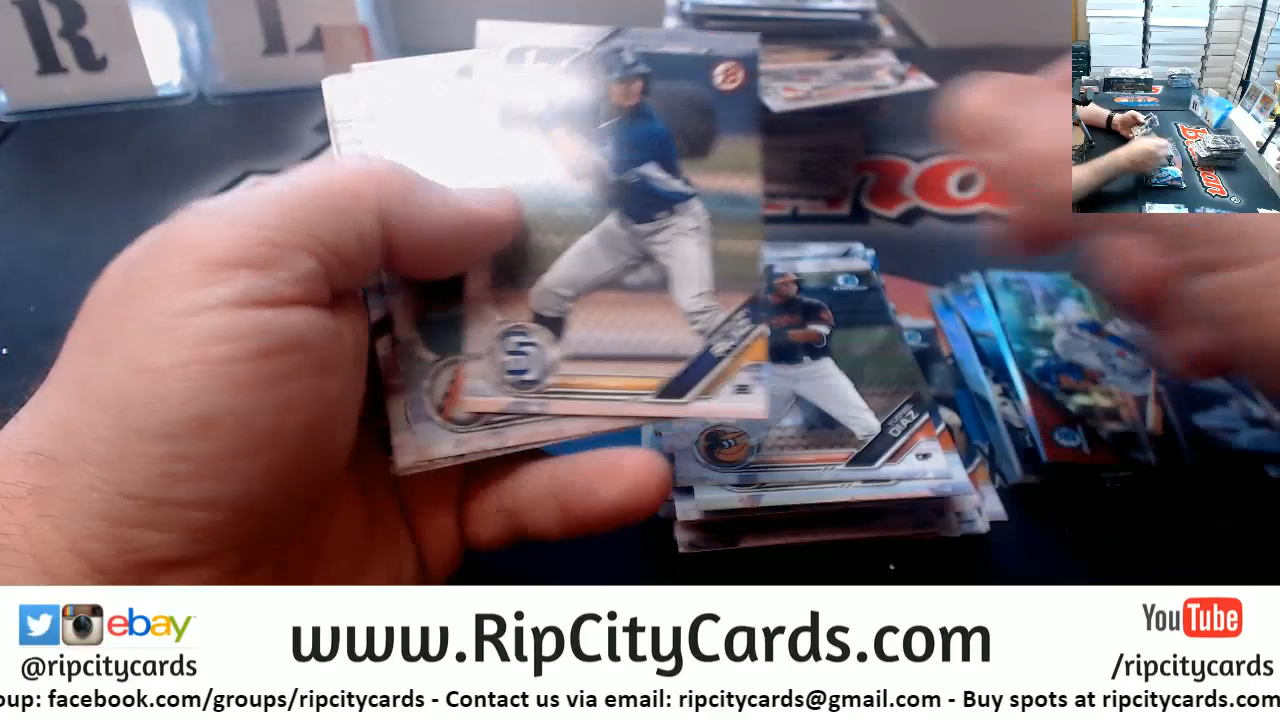 R L
DIAZ
www.RipCityCards.com
ebay
@ripcitycards
YouTube
/ripcitycards
oup: facebook.com/groups/ripcitycards - Contact us via email: ripcitycards@gmail.com - Buy spots at ripcitycards.com